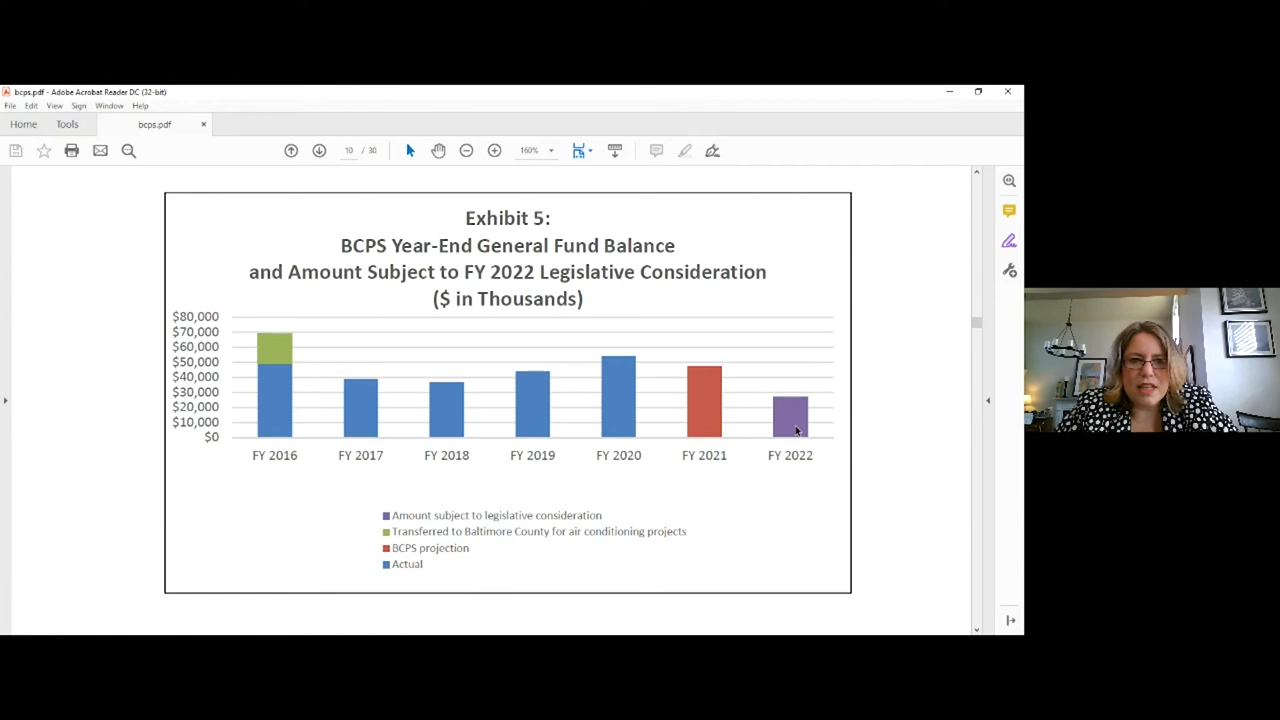 bcps.pdf - Adobe Acrobat Reader DC (32-bit)
File Edit View Sign Window Help
Home Tools bcps.pdf
10 / 30 160%
Exhibit 5:
BCPS Year-End General Fund Balance
and Amount Subject to FY 2022 Legislative Consideration
($ in Thousands)
$80,000
$70,000
$60,000
$50,000
$40,000
$30,000
$20,000
$10,000
$0
FY 2016 FY 2017 FY 2018 FY 2019 FY 2020 FY 2021 FY 2022
Amount subject to legislative consideration
Transferred to Baltimore County for air conditioning projects
BCPS projection
Actual